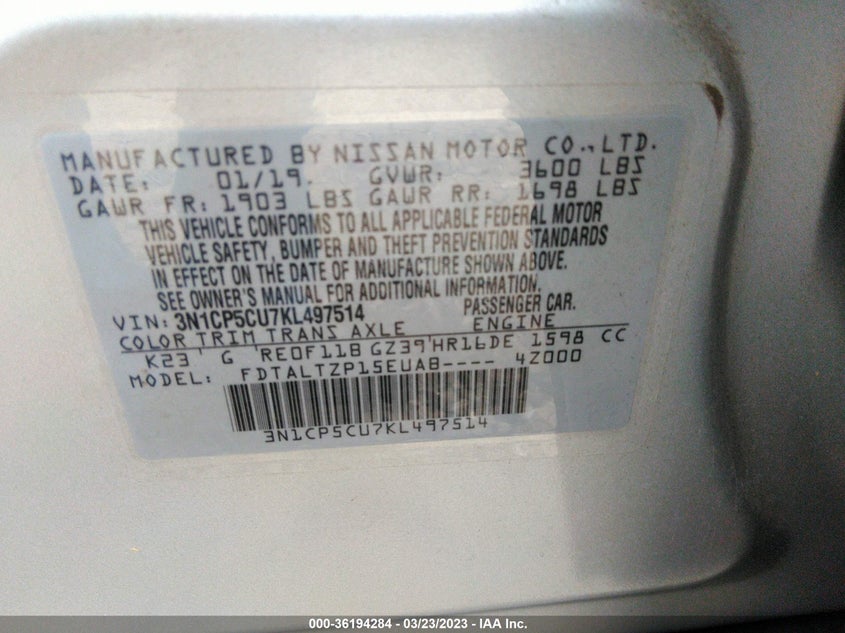 MANUFACTURED BY NISSAN MOTOR CO.,LTD.
DATE: 01/19. GVWR: 3600 LBS
GAWR FR: 1903 LBS GAWR RR: 1698 LBS
THIS VEHICLE CONFORMS TO ALL APPLICABLE FEDERAL MOTOR
VEHICLE SAFETY, BUMPER AND THEFT PREVENTION STANDARDS
IN EFFECT ON THE DATE OF MANUFACTURE SHOWN ABOVE.
SEE OWNER'S MANUAL FOR ADDITIONAL INFORMATION.
VIN: 3N1CP5CU7KL497514 PASSENGER CAR.
COLOR TRIM TRANS AXLE ENGINE
K23' G 'RE0F11B GZ39'HR16DE 1598 CC
MODEL: FDTALTZP15EUA8---- 4Z000
3N1CP5CU7KL497514
000-36194284 - 03/23/2023 - IAA Inc.